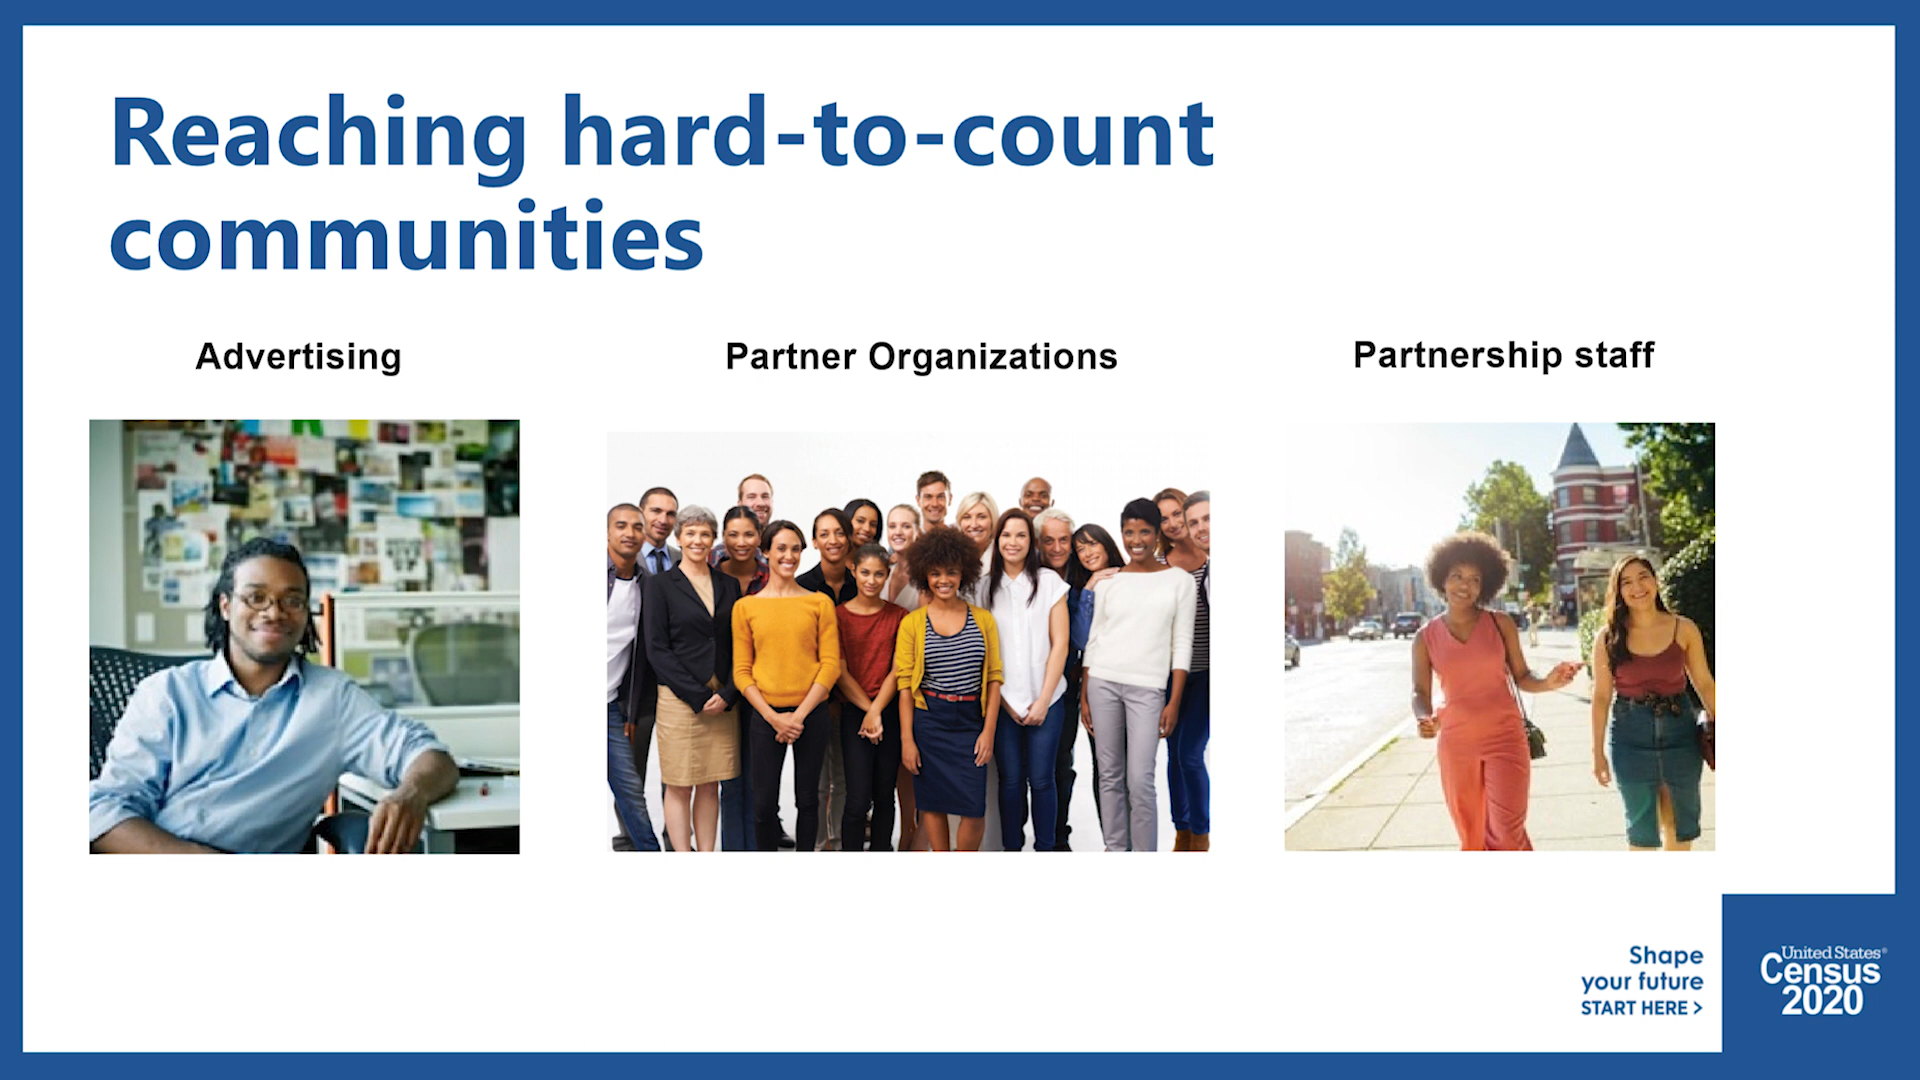 Reaching hard-to-count
communities
Advertising
Partner Organizations
Partnership staff
Shape
your future
START HERE >
United States®
Census
2020